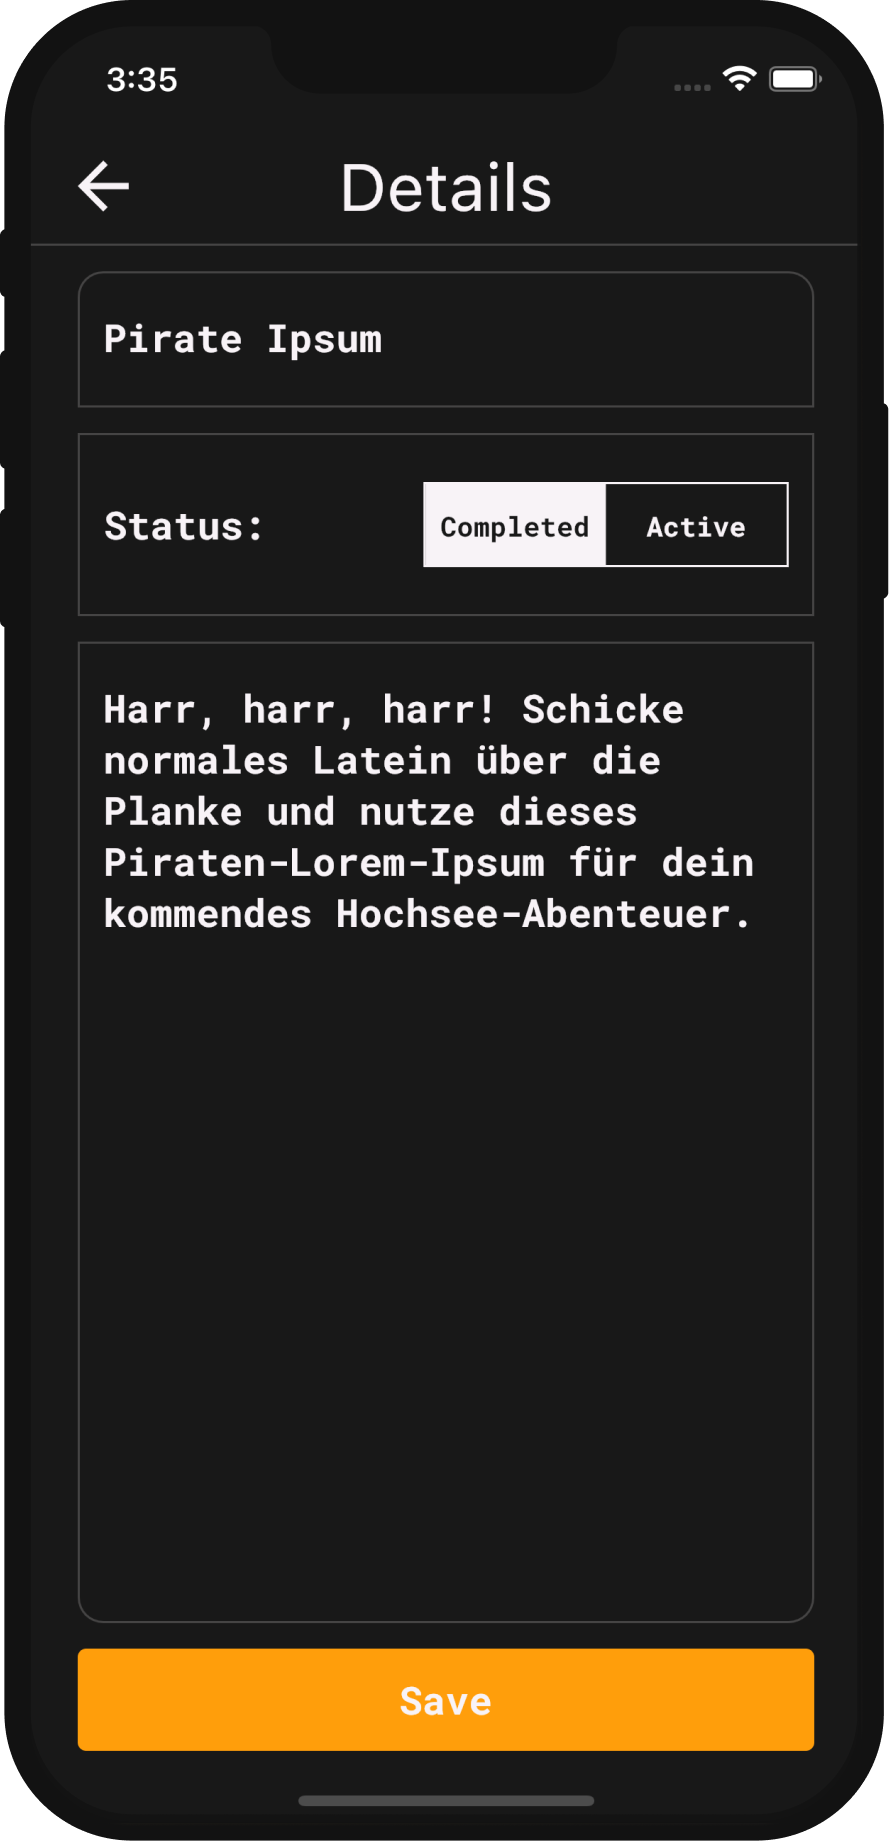 3:35
Details
Pirate Ipsum
Status:
Completed
Active
Harr, harr, harr! Schicke
normales Latein über die
Planke und nutze dieses
Piraten-Lorem-Ipsum für dein
kommendes Hochsee-Abenteuer.
Save